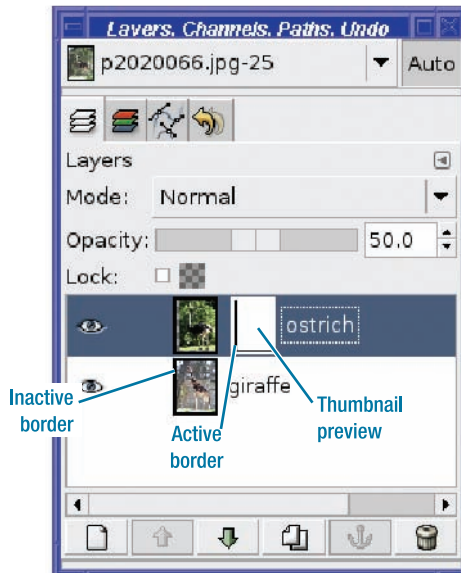 Layers, Channels, Paths, Undo
p2020066.jpg-25
Auto
Layers
Mode: Normal
Opacity: 50.0
Lock:
ostrich
giraffe
Inactive
border
Active
border
Thumbnail
preview